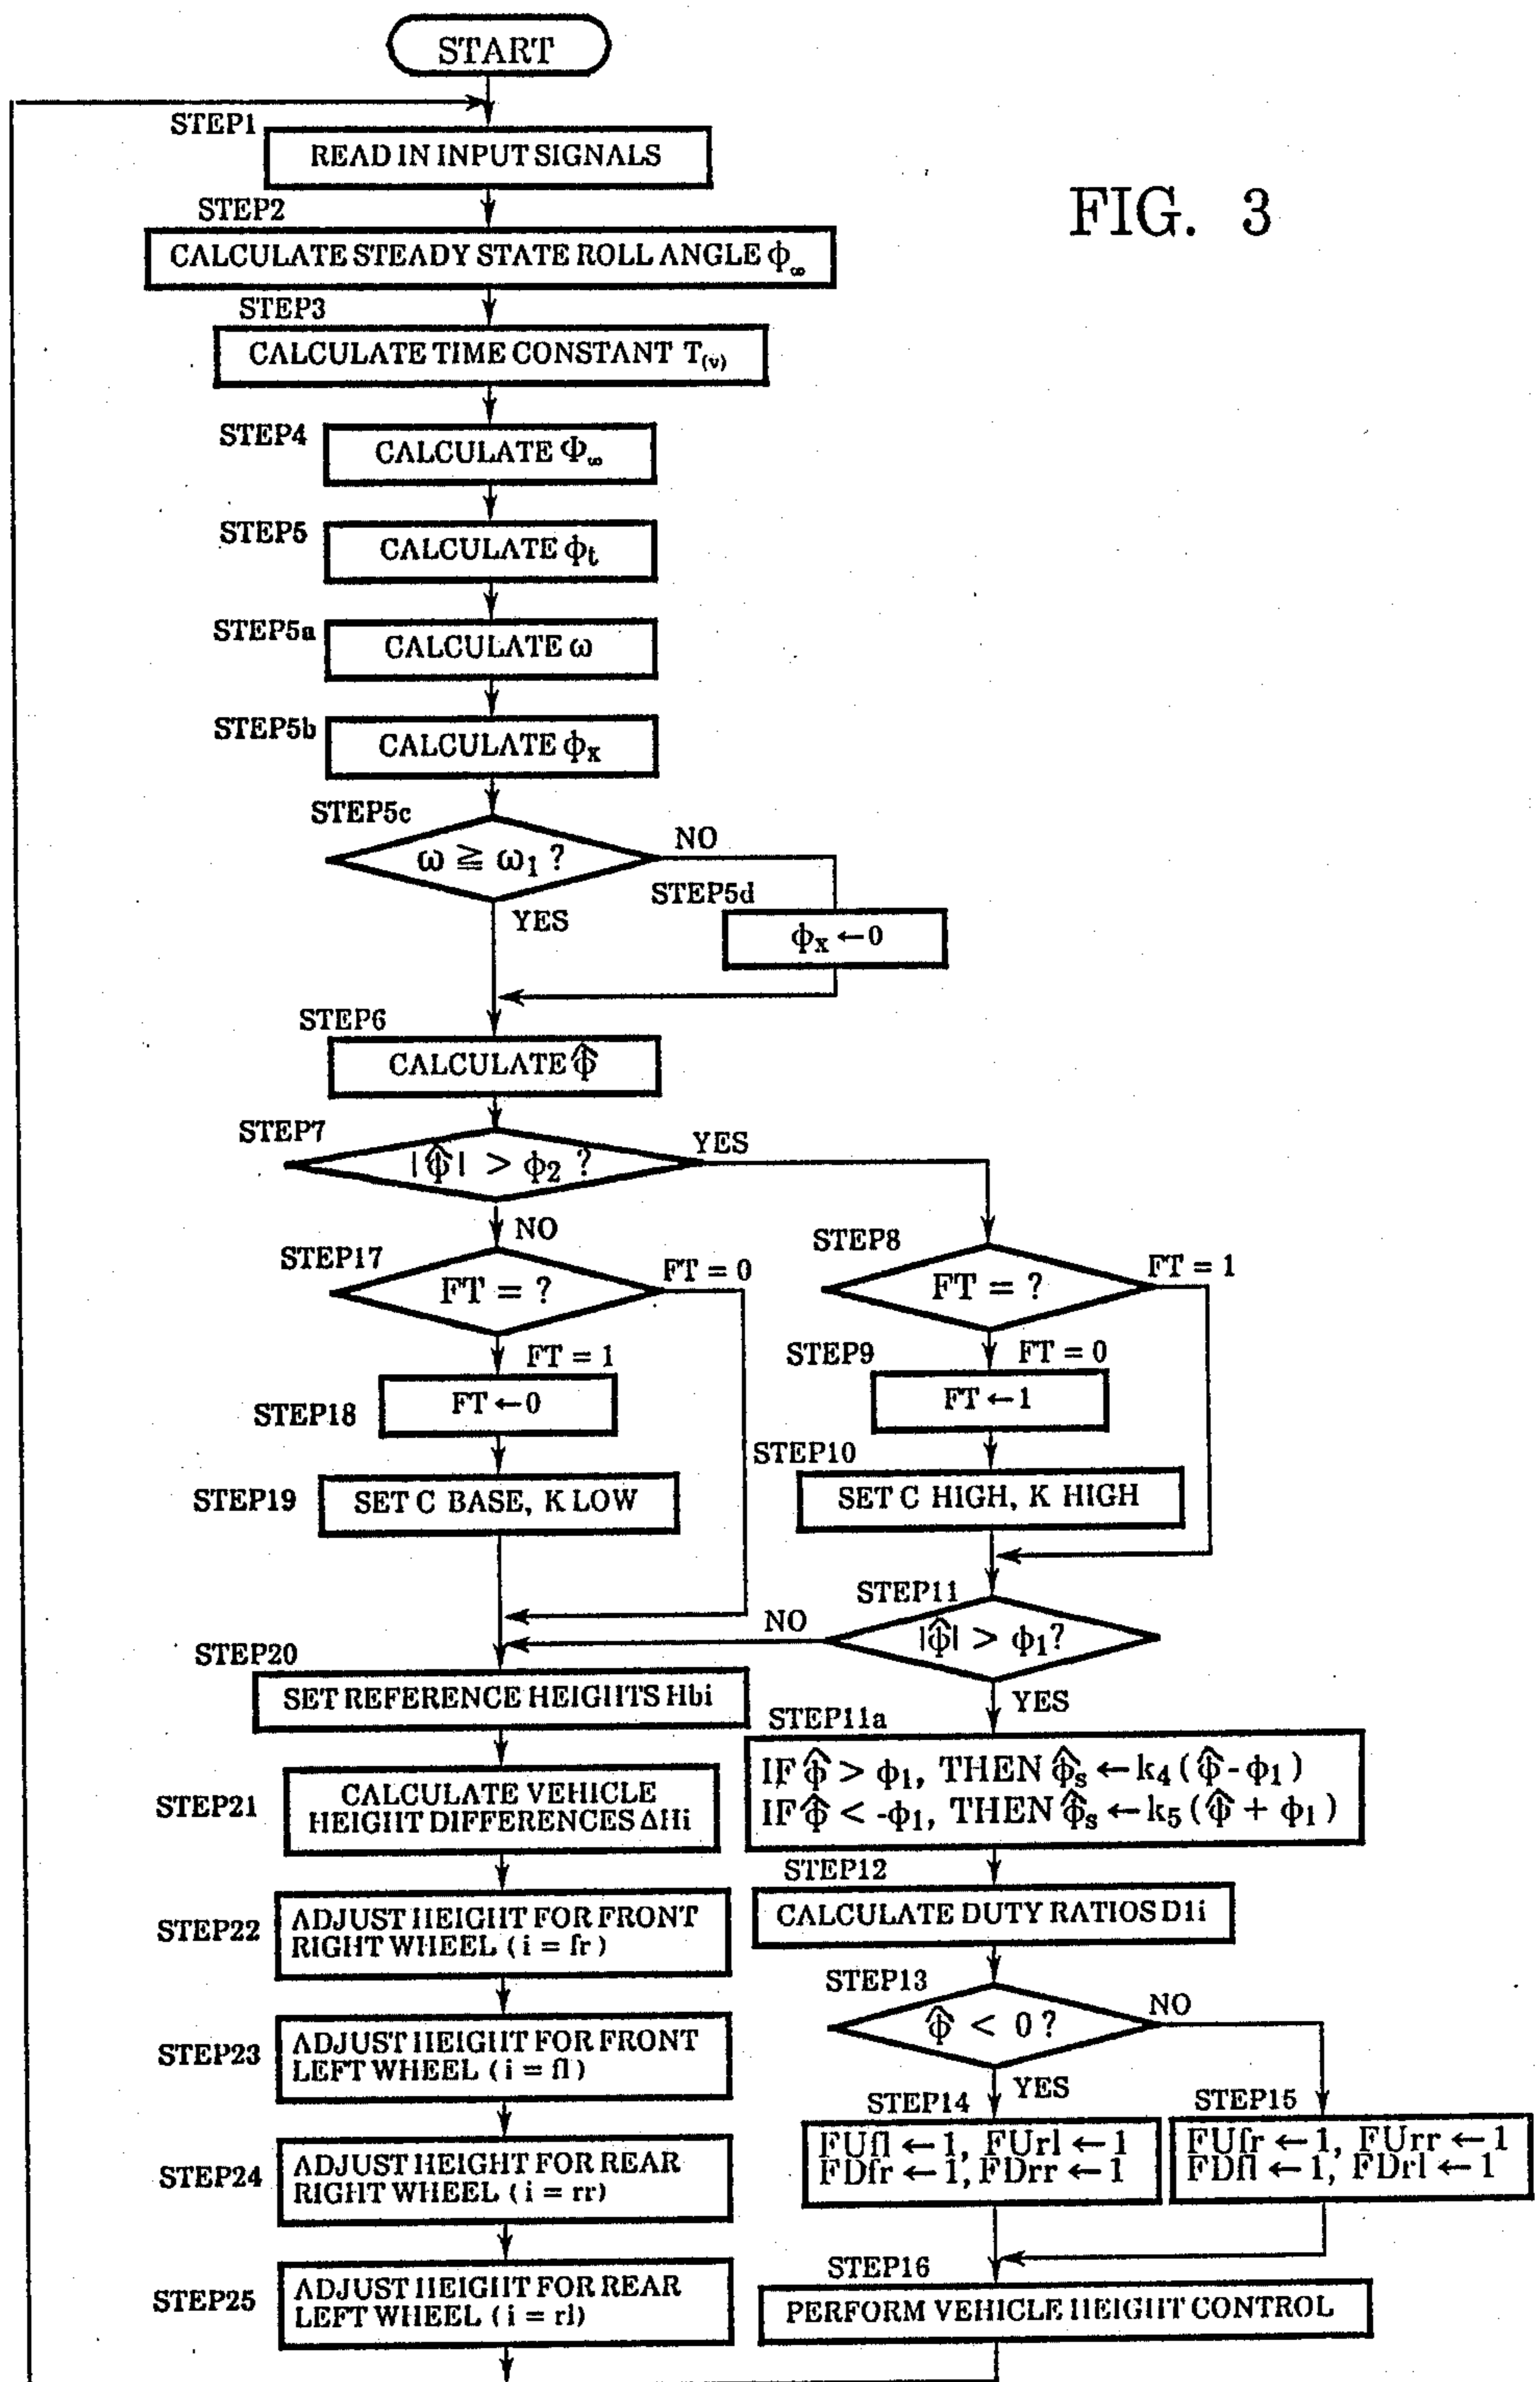 START
STEP1
READ IN INPUT SIGNALS
FIG. 3
STEP2
CALCULATE STEADY STATE ROLL ANGLE ϕ∞
STEP3
CALCULATE TIME CONSTANT T(v)
STEP4
CALCULATE Φ∞
STEP5
CALCULATE ϕt
STEP5a
CALCULATE ω
STEP5b
CALCULATE ϕx
STEP5c
ω ≧ ω1 ?
NO
YES
STEP5d
ϕx ←0
STEP6
CALCULATE ϕ̂
STEP7
|ϕ̂| > ϕ2 ?
YES
NO
STEP17
FT = ?
FT = 0
STEP8
FT = ?
FT = 1
FT = 1
STEP9
FT = 0
STEP18
FT ←0
FT ←1
STEP10
STEP19
SET C BASE, K LOW
SET C HIGH, K HIGH
STEP11
|ϕ̂| > ϕ1?
NO
YES
STEP20
SET REFERENCE HEIGHTS Hbi
STEP11a
IF ϕ̂ > ϕ1, THEN ϕ̂s ←k4 (ϕ̂-ϕ1)
IF ϕ̂ < -ϕ1, THEN ϕ̂s ←k5 (ϕ̂ + ϕ1)
STEP21
CALCULATE VEHICLE
HEIGHT DIFFERENCES ΔHi
STEP12
CALCULATE DUTY RATIOS D1i
STEP22
ADJUST HEIGHT FOR FRONT
RIGHT WHEEL ( i = fr )
STEP13
ϕ̂ < 0 ?
NO
YES
STEP23
ADJUST HEIGHT FOR FRONT
LEFT WHEEL ( i = fl )
STEP14
FUfl ←1, FUrl ←1
FDfr ←1, FDrr ←1
STEP15
FUfr ←1, FUrr ←1
FDfl ←1, FDrl ←1
STEP24
ADJUST HEIGHT FOR REAR
RIGHT WHEEL ( i = rr )
STEP16
PERFORM VEHICLE HEIGHT CONTROL
STEP25
ADJUST HEIGHT FOR REAR
LEFT WHEEL ( i = rl )